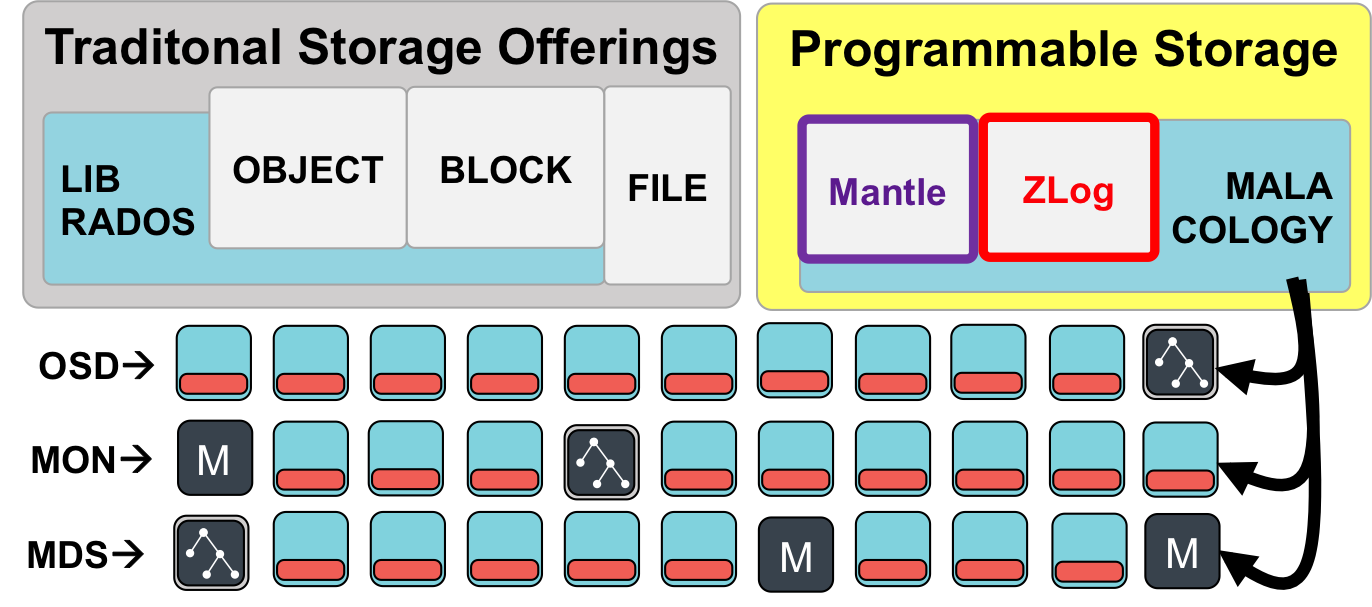 Traditonal Storage Offerings
LIB
RADOS
OBJECT
BLOCK
FILE
Programmable Storage
Mantle
ZLog
MALA
COLOGY
OSD→
MON→
M
MDS→
M
M